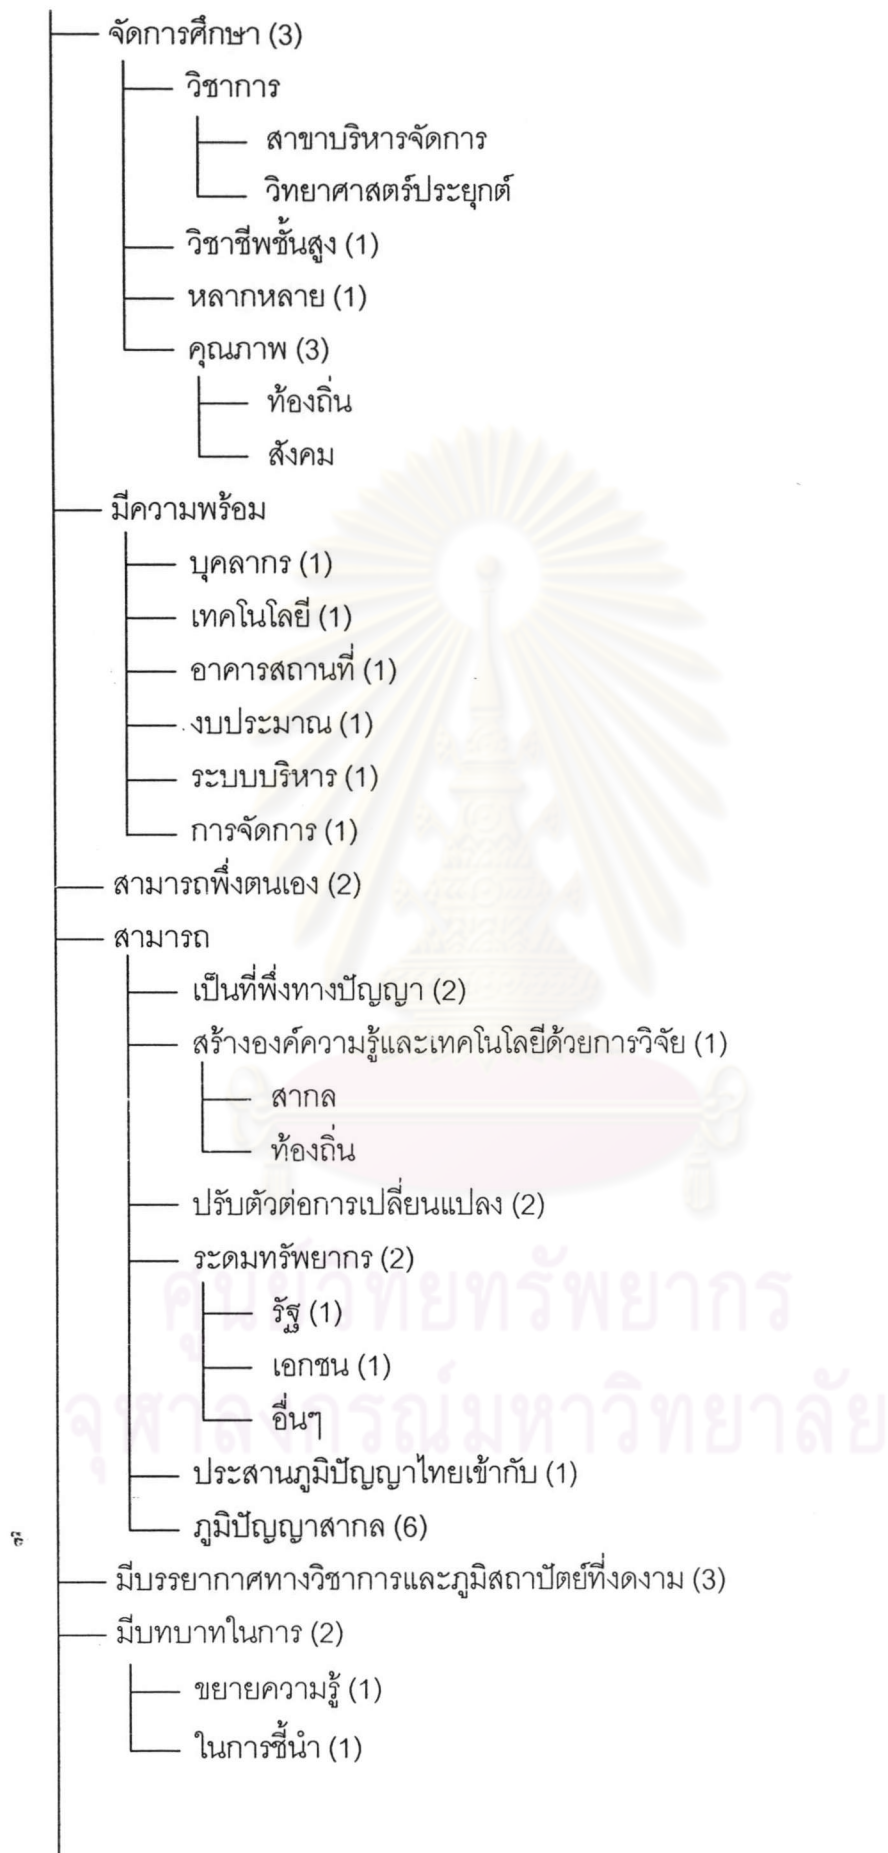 จัดการศึกษา (3)
วิชาการ
สาขาบริหารจัดการ
วิทยาศาสตร์ประยุกต์
วิชาชีพชั้นสูง (1)
หลากหลาย (1)
คุณภาพ (3)
ท้องถิ่น
สังคม
มีความพร้อม
บุคลากร (1)
เทคโนโลยี (1)
อาคารสถานที่ (1)
งบประมาณ (1)
ระบบบริหาร (1)
การจัดการ (1)
สามารถพึ่งตนเอง (2)
สามารถ
เป็นที่พึ่งทางปัญญา (2)
สร้างองค์ความรู้และเทคโนโลยีด้วยการวิจัย (1)
สากล
ท้องถิ่น
ปรับตัวต่อการเปลี่ยนแปลง (2)
ระดมทรัพยากร (2)
รัฐ (1)
เอกชน (1)
อื่นๆ
ประสานภูมิปัญญาไทยเข้ากับ (1)
ภูมิปัญญาสากล (6)
มีบรรยากาศทางวิชาการและภูมิสถาปัตย์ที่งดงาม (3)
มีบทบาทในการ (2)
ขยายความรู้ (1)
ในการชี้นำ (1)
ศูนย์วิทยทรัพยากร
จุฬาลงกรณ์มหาวิทยาลัย